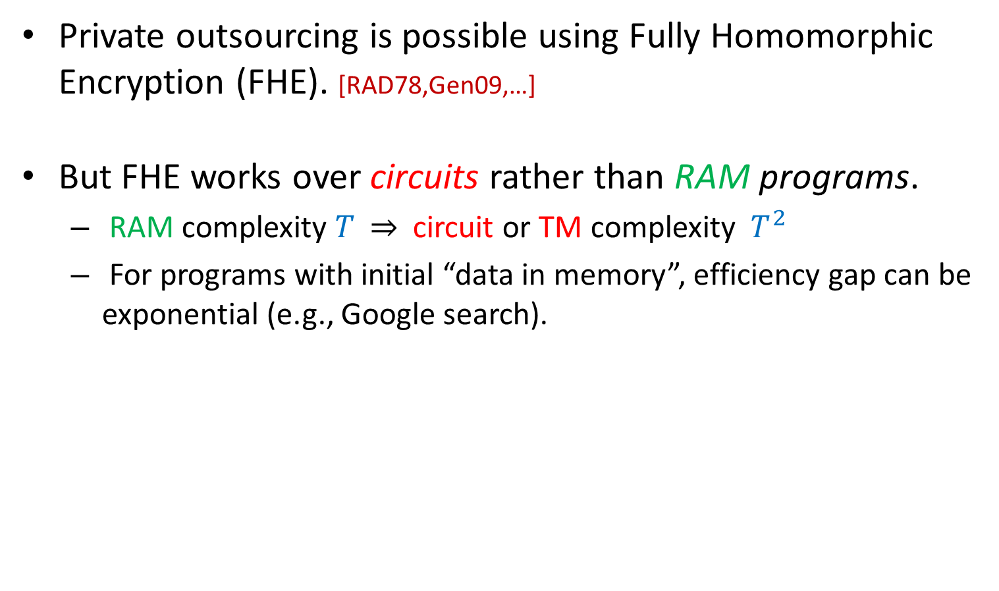 • Private outsourcing is possible using Fully Homomorphic
Encryption (FHE). [RAD78,Gen09,…]
• But FHE works over circuits rather than RAM programs.
– RAM complexity T ⇒ circuit or TM complexity T²
– For programs with initial “data in memory”, efficiency gap can be
exponential (e.g., Google search).